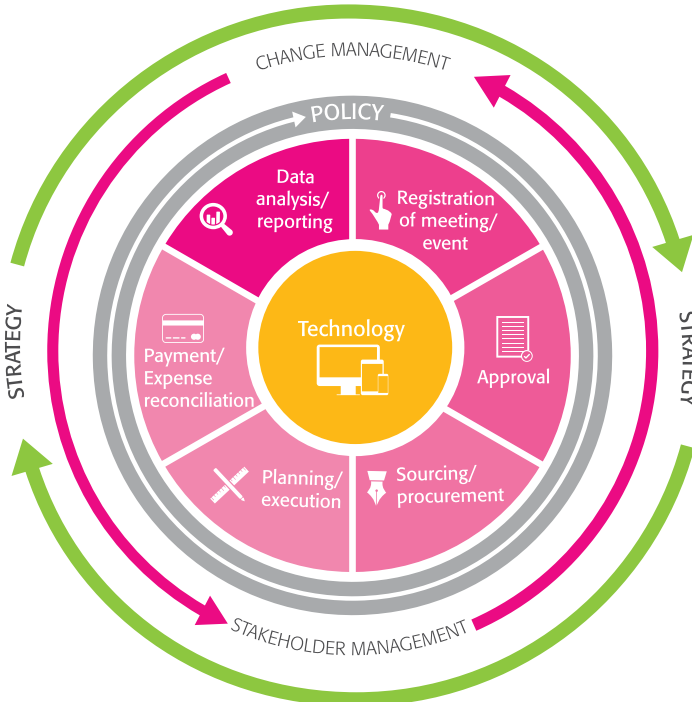 CHANGE MANAGEMENT
POLICY
Data
analysis/
reporting
Registration
of meeting/
event
Technology
STRATEGY
STRATEGY
Payment/
Expense
reconciliation
Approval
Planning/
execution
Sourcing/
procurement
STAKEHOLDER MANAGEMENT